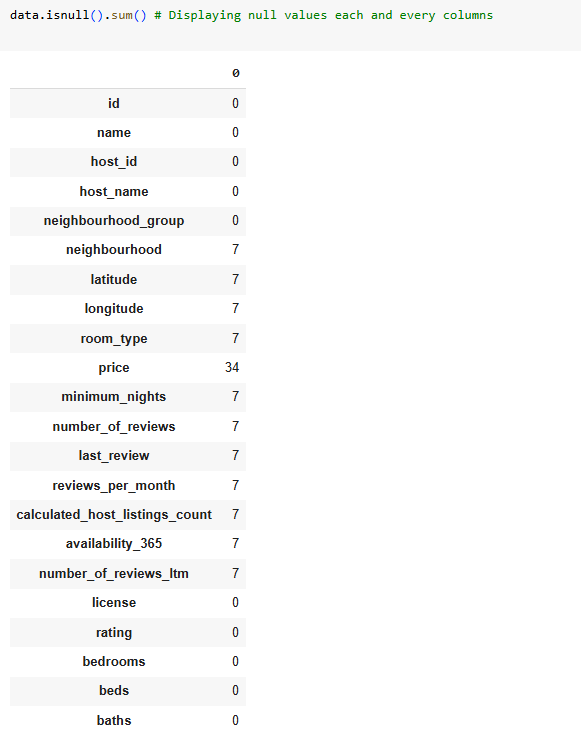 data.isnull().sum() # Displaying null values each and every columns
0
id 0
name 0
host_id 0
host_name 0
neighbourhood_group 0
neighbourhood 7
latitude 7
longitude 7
room_type 7
price 34
minimum_nights 7
number_of_reviews 7
last_review 7
reviews_per_month 7
calculated_host_listings_count 7
availability_365 7
number_of_reviews_ltm 7
license 0
rating 0
bedrooms 0
beds 0
baths 0